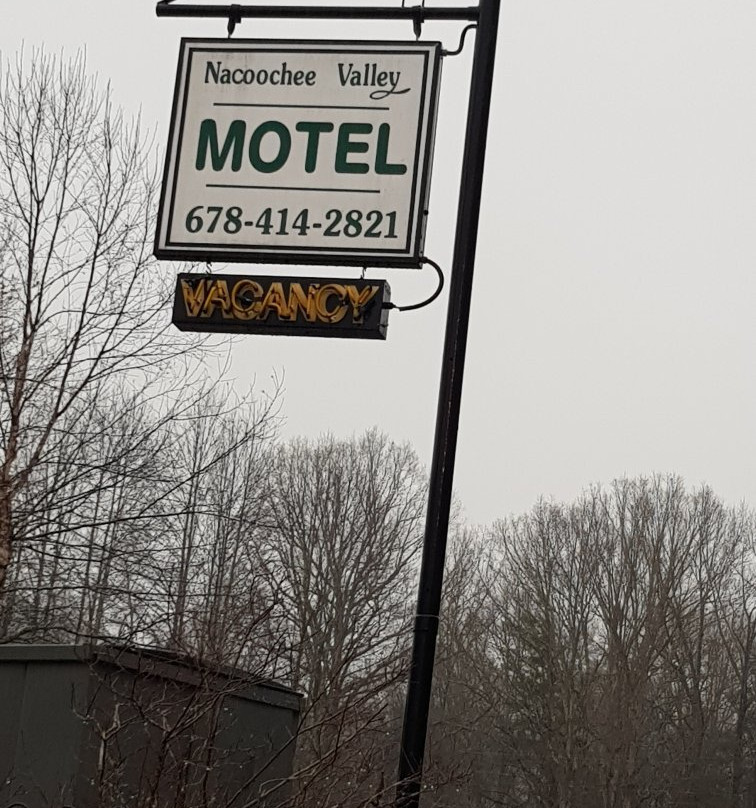 Nacoochee Valley
MOTEL
678-414-2821
VACANCY